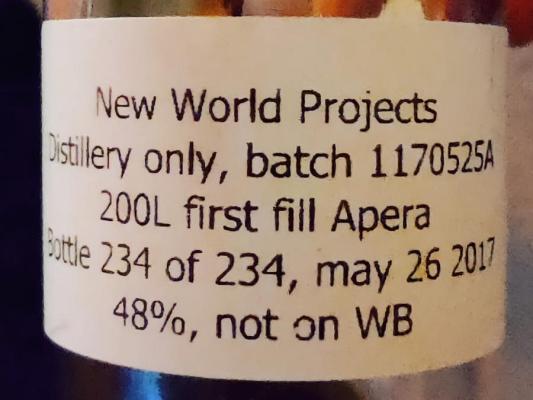 New World Projects
Distillery only, batch 1170525A
200L first fill Apera
Bottle 234 of 234, may 26 2017
48%, not on WB